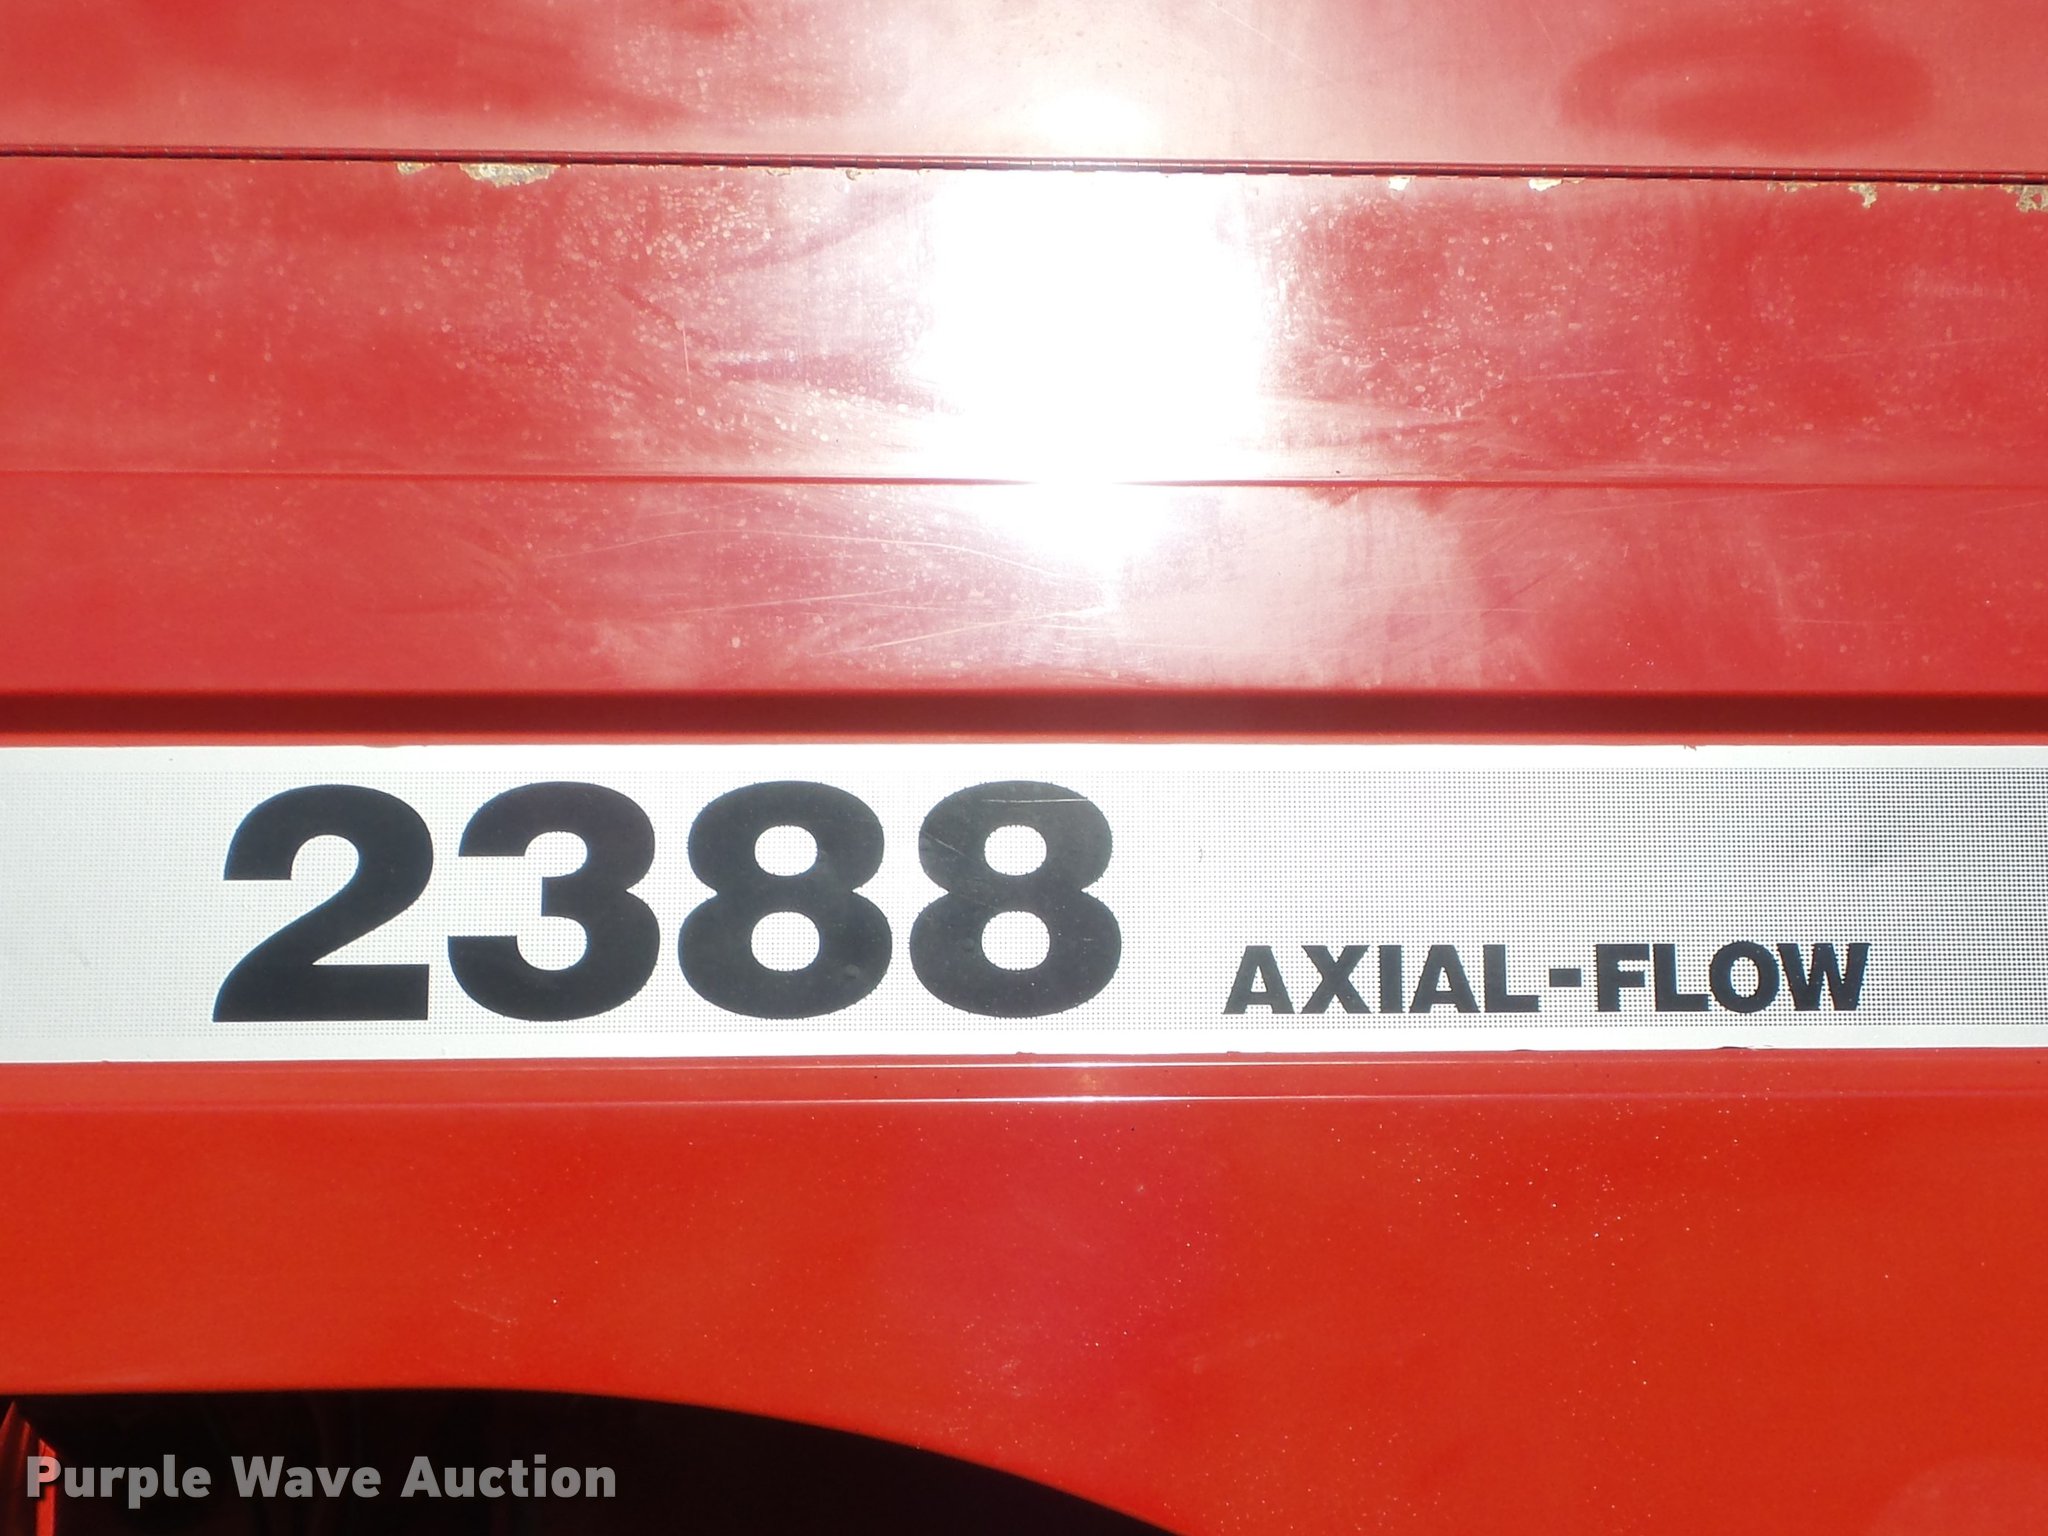 2388 AXIAL-FLOW
Purple Wave Auction